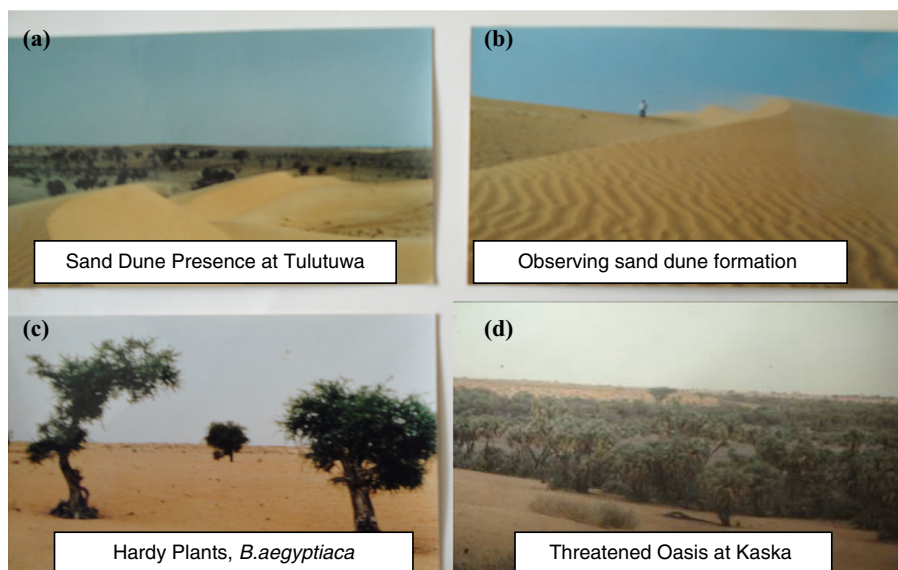 (a)
(b)
Sand Dune Presence at Tulutuwa
Observing sand dune formation
(c)
(d)
Hardy Plants, B.aegyptiaca
Threatened Oasis at Kaska